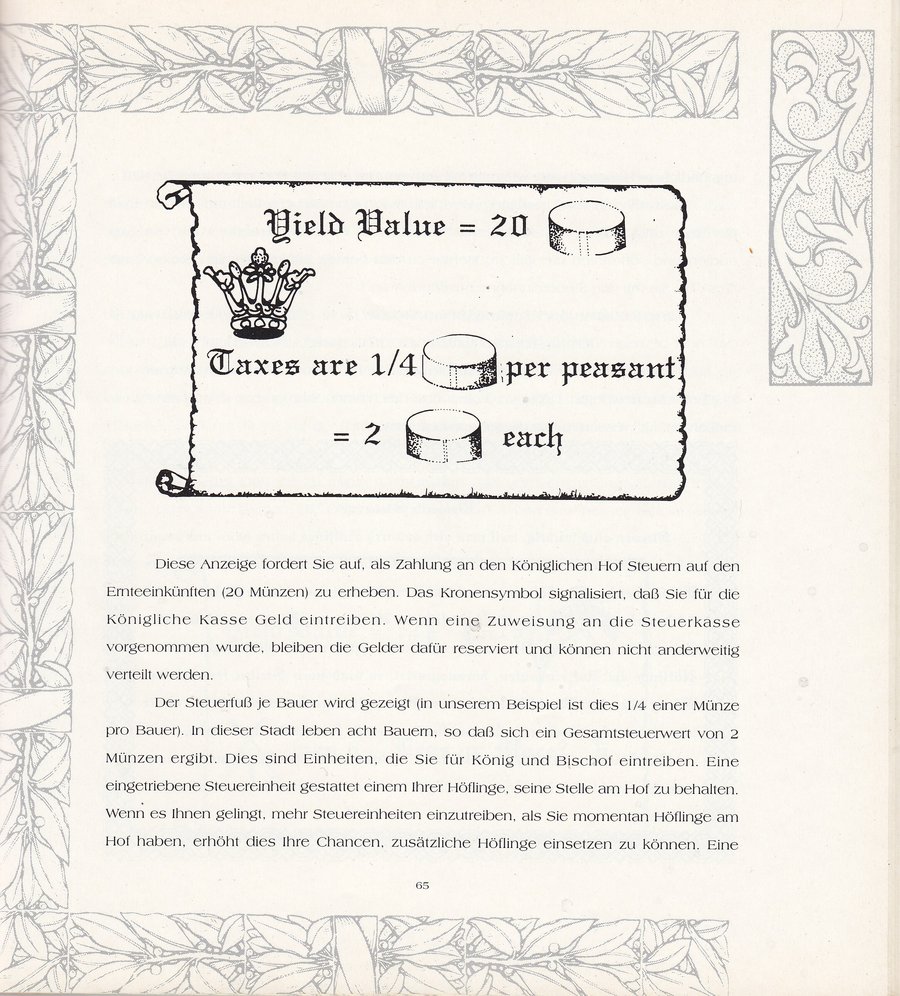 Yield Value = 20
Taxes are 1/4 per peasant
= 2 each
Diese Anzeige fordert Sie auf, als Zahlung an den Königlichen Hof Steuern auf den
Ernteeinkünften (20 Münzen) zu erheben. Das Kronensymbol signalisiert, daß Sie für die
Königliche Kasse Geld eintreiben. Wenn eine Zuweisung an die Steuerkasse
vorgenommen wurde, bleiben die Gelder dafür reserviert und können nicht anderweitig
verteilt werden.
Der Steuerfuß je Bauer wird gezeigt (in unserem Beispiel ist dies 1/4 einer Münze
pro Bauer). In dieser Stadt leben acht Bauern, so daß sich ein Gesamtsteuerwert von 2
Münzen ergibt. Dies sind Einheiten, die Sie für König und Bischof eintreiben. Eine
eingetriebene Steuereinheit gestattet einem Ihrer Höflinge, seine Stelle am Hof zu behalten.
Wenn es Ihnen gelingt, mehr Steuereinheiten einzutreiben, als Sie momentan Höflinge am
Hof haben, erhöht dies Ihre Chancen, zusätzliche Höflinge einsetzen zu können. Eine
65